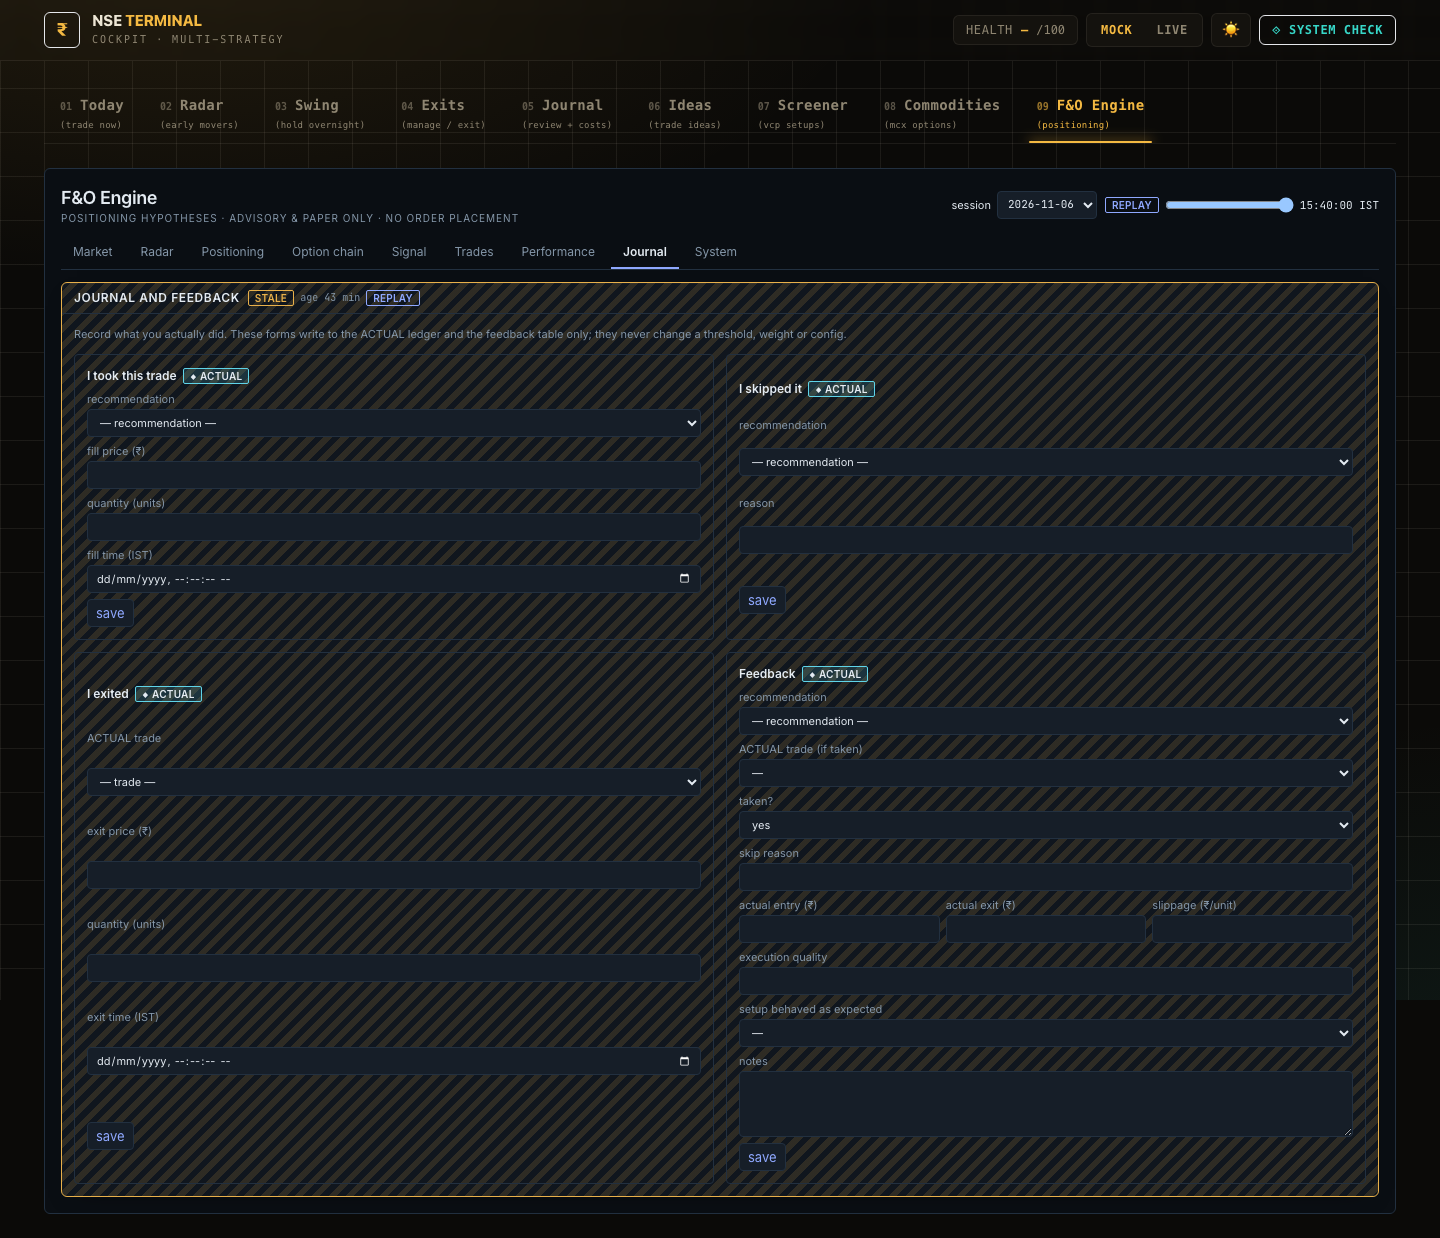 ₹
NSE TERMINAL
COCKPIT · MULTI-STRATEGY
HEALTH — /100
MOCK LIVE
◇ SYSTEM CHECK
01 Today
(trade now)
02 Radar
(early movers)
03 Swing
(hold overnight)
04 Exits
(manage / exit)
05 Journal
(review + costs)
06 Ideas
(trade ideas)
07 Screener
(vcp setups)
08 Commodities
(mcx options)
09 F&O Engine
(positioning)
F&O Engine
POSITIONING HYPOTHESES · ADVISORY & PAPER ONLY · NO ORDER PLACEMENT
session 2026-11-06 REPLAY 15:40:00 IST
Market Radar Positioning Option chain Signal Trades Performance Journal System
JOURNAL AND FEEDBACK STALE age 43 min REPLAY
Record what you actually did. These forms write to the ACTUAL ledger and the feedback table only; they never change a threshold, weight or config.
I took this trade ◆ ACTUAL
recommendation
— recommendation —
fill price (₹)
quantity (units)
fill time (IST)
dd/mm/yyyy, --:--:-- --
save
I skipped it ◆ ACTUAL
recommendation
— recommendation —
reason
save
I exited ◆ ACTUAL
ACTUAL trade
— trade —
exit price (₹)
quantity (units)
exit time (IST)
dd/mm/yyyy, --:--:-- --
save
Feedback ◆ ACTUAL
recommendation
— recommendation —
ACTUAL trade (if taken)
—
taken?
yes
skip reason
actual entry (₹) actual exit (₹) slippage (₹/unit)
execution quality
setup behaved as expected
—
notes
save